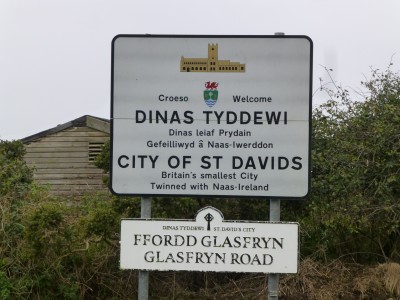 Croeso Welcome
DINAS TYDDEWI
Dinas leiaf Prydain
Gefeilliwyd â Naas-Iwerddon
CITY OF ST DAVIDS
Britain's smallest City
Twinned with Naas-Ireland
DINAS TYDDEWI ST. DAVID'S CITY
FFORDD GLASFRYN
GLASFRYN ROAD